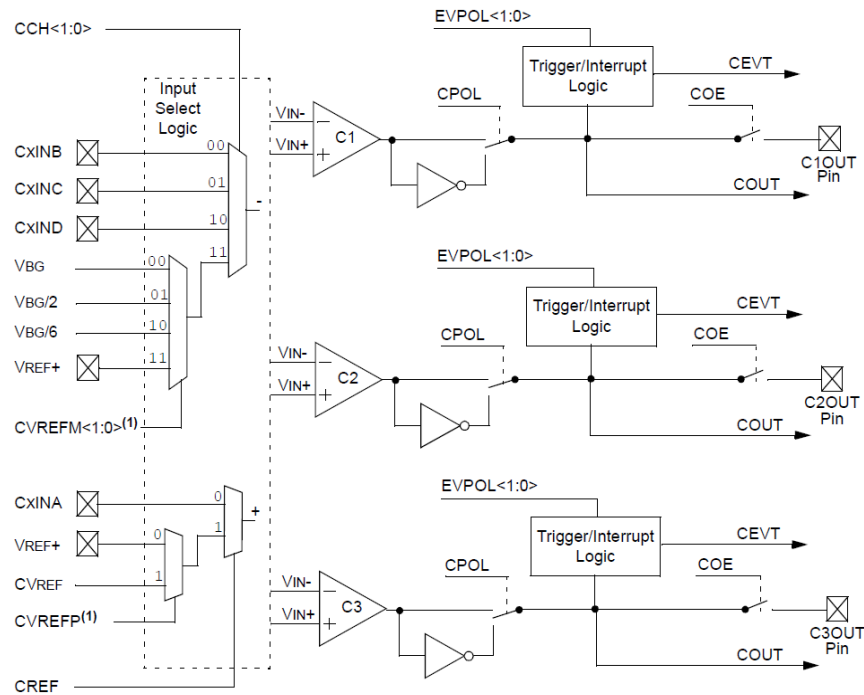 CCH<1:0>
Input
Select
Logic
CxINB
00
CxINC
01
CxIND
10
11
-
VBG
00
VBG/2
01
VBG/6
10
VREF+
11
CVREFM<1:0>(1)
CxINA
0
+
VREF+
0
1
CVREF
1
CVREFP(1)
CREF
EVPOL<1:0>
Trigger/Interrupt
Logic
CEVT
CPOL
COE
VIN-
-
VIN+
+
C1
C1OUT
Pin
COUT
EVPOL<1:0>
Trigger/Interrupt
Logic
CEVT
CPOL
COE
VIN-
-
VIN+
+
C2
C2OUT
Pin
COUT
EVPOL<1:0>
Trigger/Interrupt
Logic
CEVT
CPOL
COE
VIN-
-
VIN+
+
C3
C3OUT
Pin
COUT